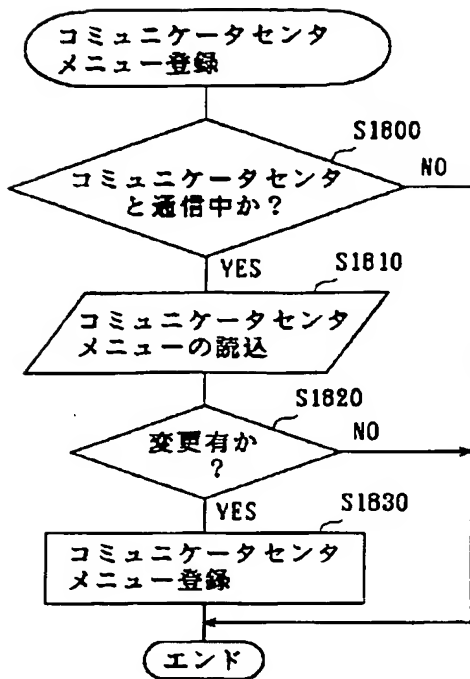 コミュニケータセンタ
メニュー登録
S1800
NO
コミュニケータセンタ
と通信中か？
YES
S1810
コミュニケータセンタ
メニューの読込
S1820
NO
変更有か
？
YES
S1830
コミュニケータセンタ
メニュー登録
エンド